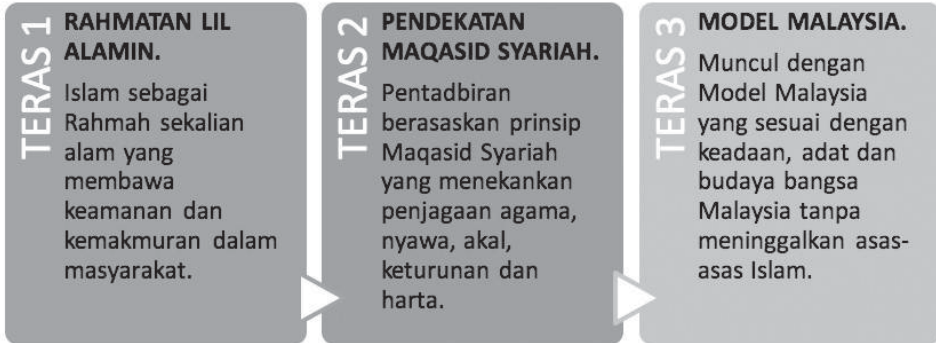 TERAS 1
RAHMATAN LIL
ALAMIN.
Islam sebagai
Rahmah sekalian
alam yang
membawa
keamanan dan
kemakmuran dalam
masyarakat.
TERAS 2
PENDEKATAN
MAQASID SYARIAH.
Pentadbiran
berasaskan prinsip
Maqasid Syariah
yang menekankan
penjagaan agama,
nyawa, akal,
keturunan dan
harta.
TERAS 3
MODEL MALAYSIA.
Muncul dengan
Model Malaysia
yang sesuai dengan
keadaan, adat dan
budaya bangsa
Malaysia tanpa
meninggalkan asas-
asas Islam.